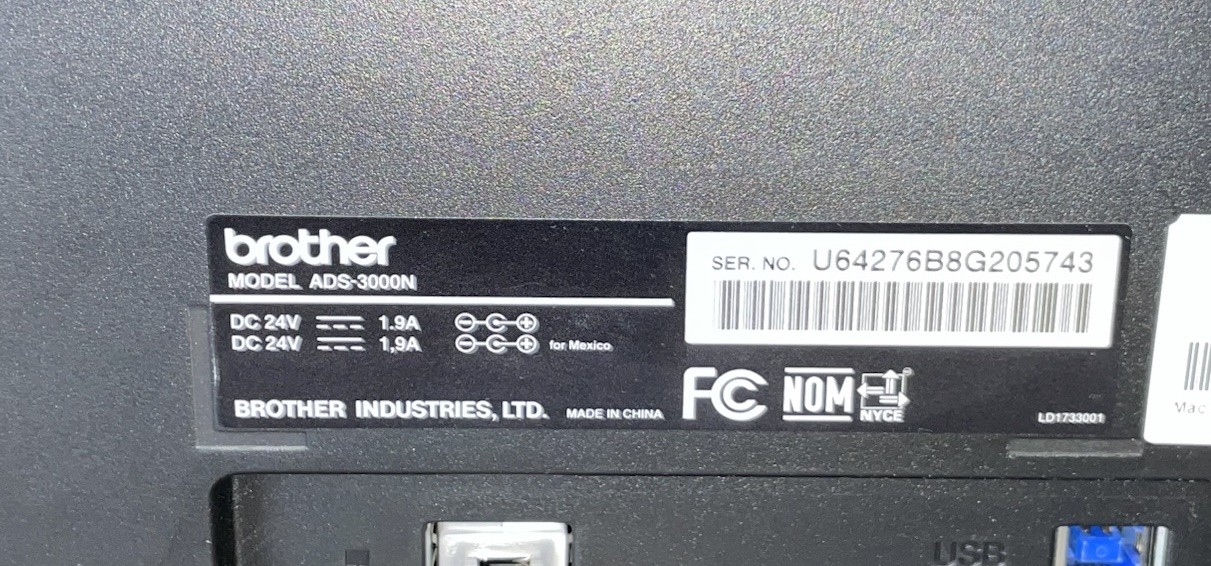 brother
MODEL ADS-3000N
DC 24V 1.9A
DC 24V 1,9A for Mexico
BROTHER INDUSTRIES, LTD. MADE IN CHINA
SER. NO. U64276B8G205743
FC NOM NYCE
LD1733001
Mac
USB